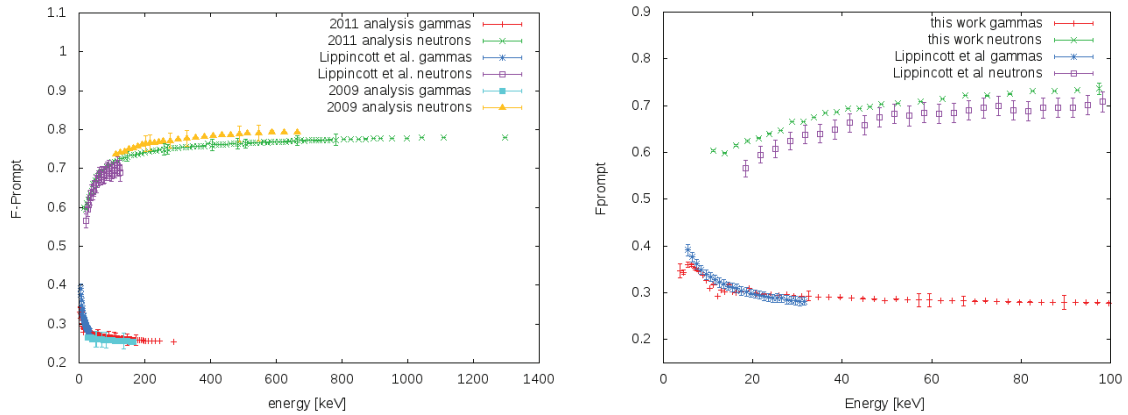 2011 analysis gammas
2011 analysis neutrons
Lippincott et al. gammas
Lippincott et al. neutrons
2009 analysis gammas
2009 analysis neutrons
1.1
1
0.9
0.8
0.7
0.6
0.5
0.4
0.3
0.2
F-Prompt
0 200 400 600 800 1000 1200 1400
energy [keV]
this work gammas
this work neutrons
Lippincott et al gammas
Lippincott et al neutrons
0.9
0.8
0.7
0.6
0.5
0.4
0.3
0.2
Fprompt
0 20 40 60 80 100
Energy [keV]